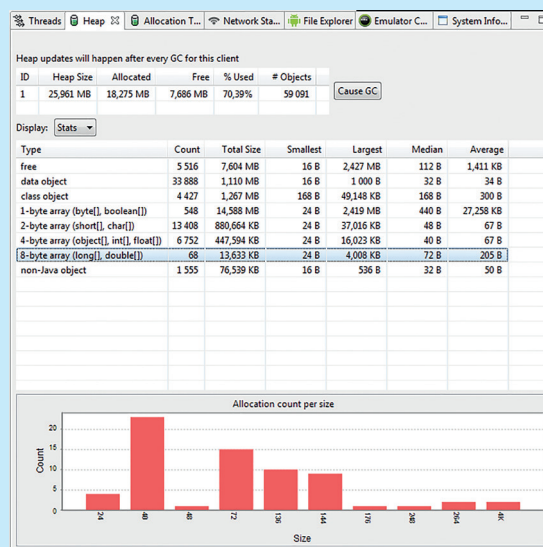 Threads Heap Allocation T... Network Sta... File Explorer Emulator C... System Info...
Heap updates will happen after every GC for this client
ID Heap Size Allocated Free % Used # Objects
1 25,961 MB 18,275 MB 7,686 MB 70,39% 59 091 Cause GC
Display: Stats
Type Count Total Size Smallest Largest Median Average
free 5 516 7,604 MB 16 B 2,427 MB 112 B 1,411 KB
data object 33 888 1,110 MB 16 B 1 000 B 32 B 34 B
class object 4 427 1,267 MB 168 B 49,148 KB 168 B 300 B
1-byte array (byte[], boolean[]) 548 14,588 MB 24 B 2,419 MB 440 B 27,258 KB
2-byte array (short[], char[]) 13 408 880,664 KB 24 B 37,016 KB 48 B 67 B
4-byte array (object[], int[], float[]) 6 752 447,594 KB 24 B 16,023 KB 40 B 67 B
8-byte array (long[], double[]) 68 13,633 KB 24 B 4,008 KB 72 B 205 B
non-Java object 1 555 76,539 KB 16 B 536 B 32 B 50 B
Allocation count per size
Count
20
15
10
5
0
24 40 48 72 136 144 176 248 264 4K
Size